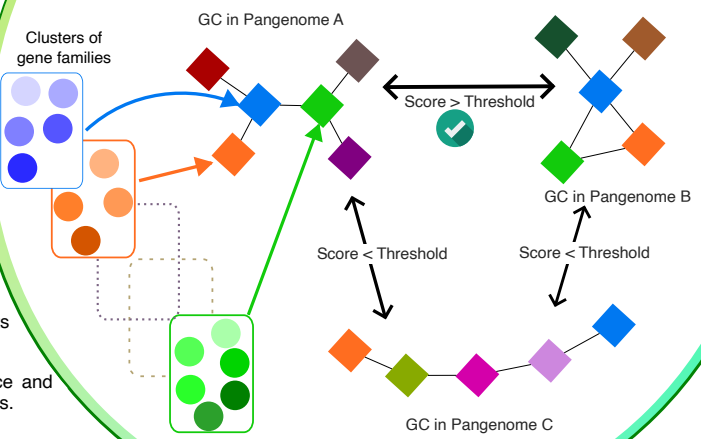 GC in Pangenome A
Clusters of
gene families
Score > Threshold
GC in Pangenome B
Score < Threshold
Score < Threshold
s
ce and
s.
GC in Pangenome C